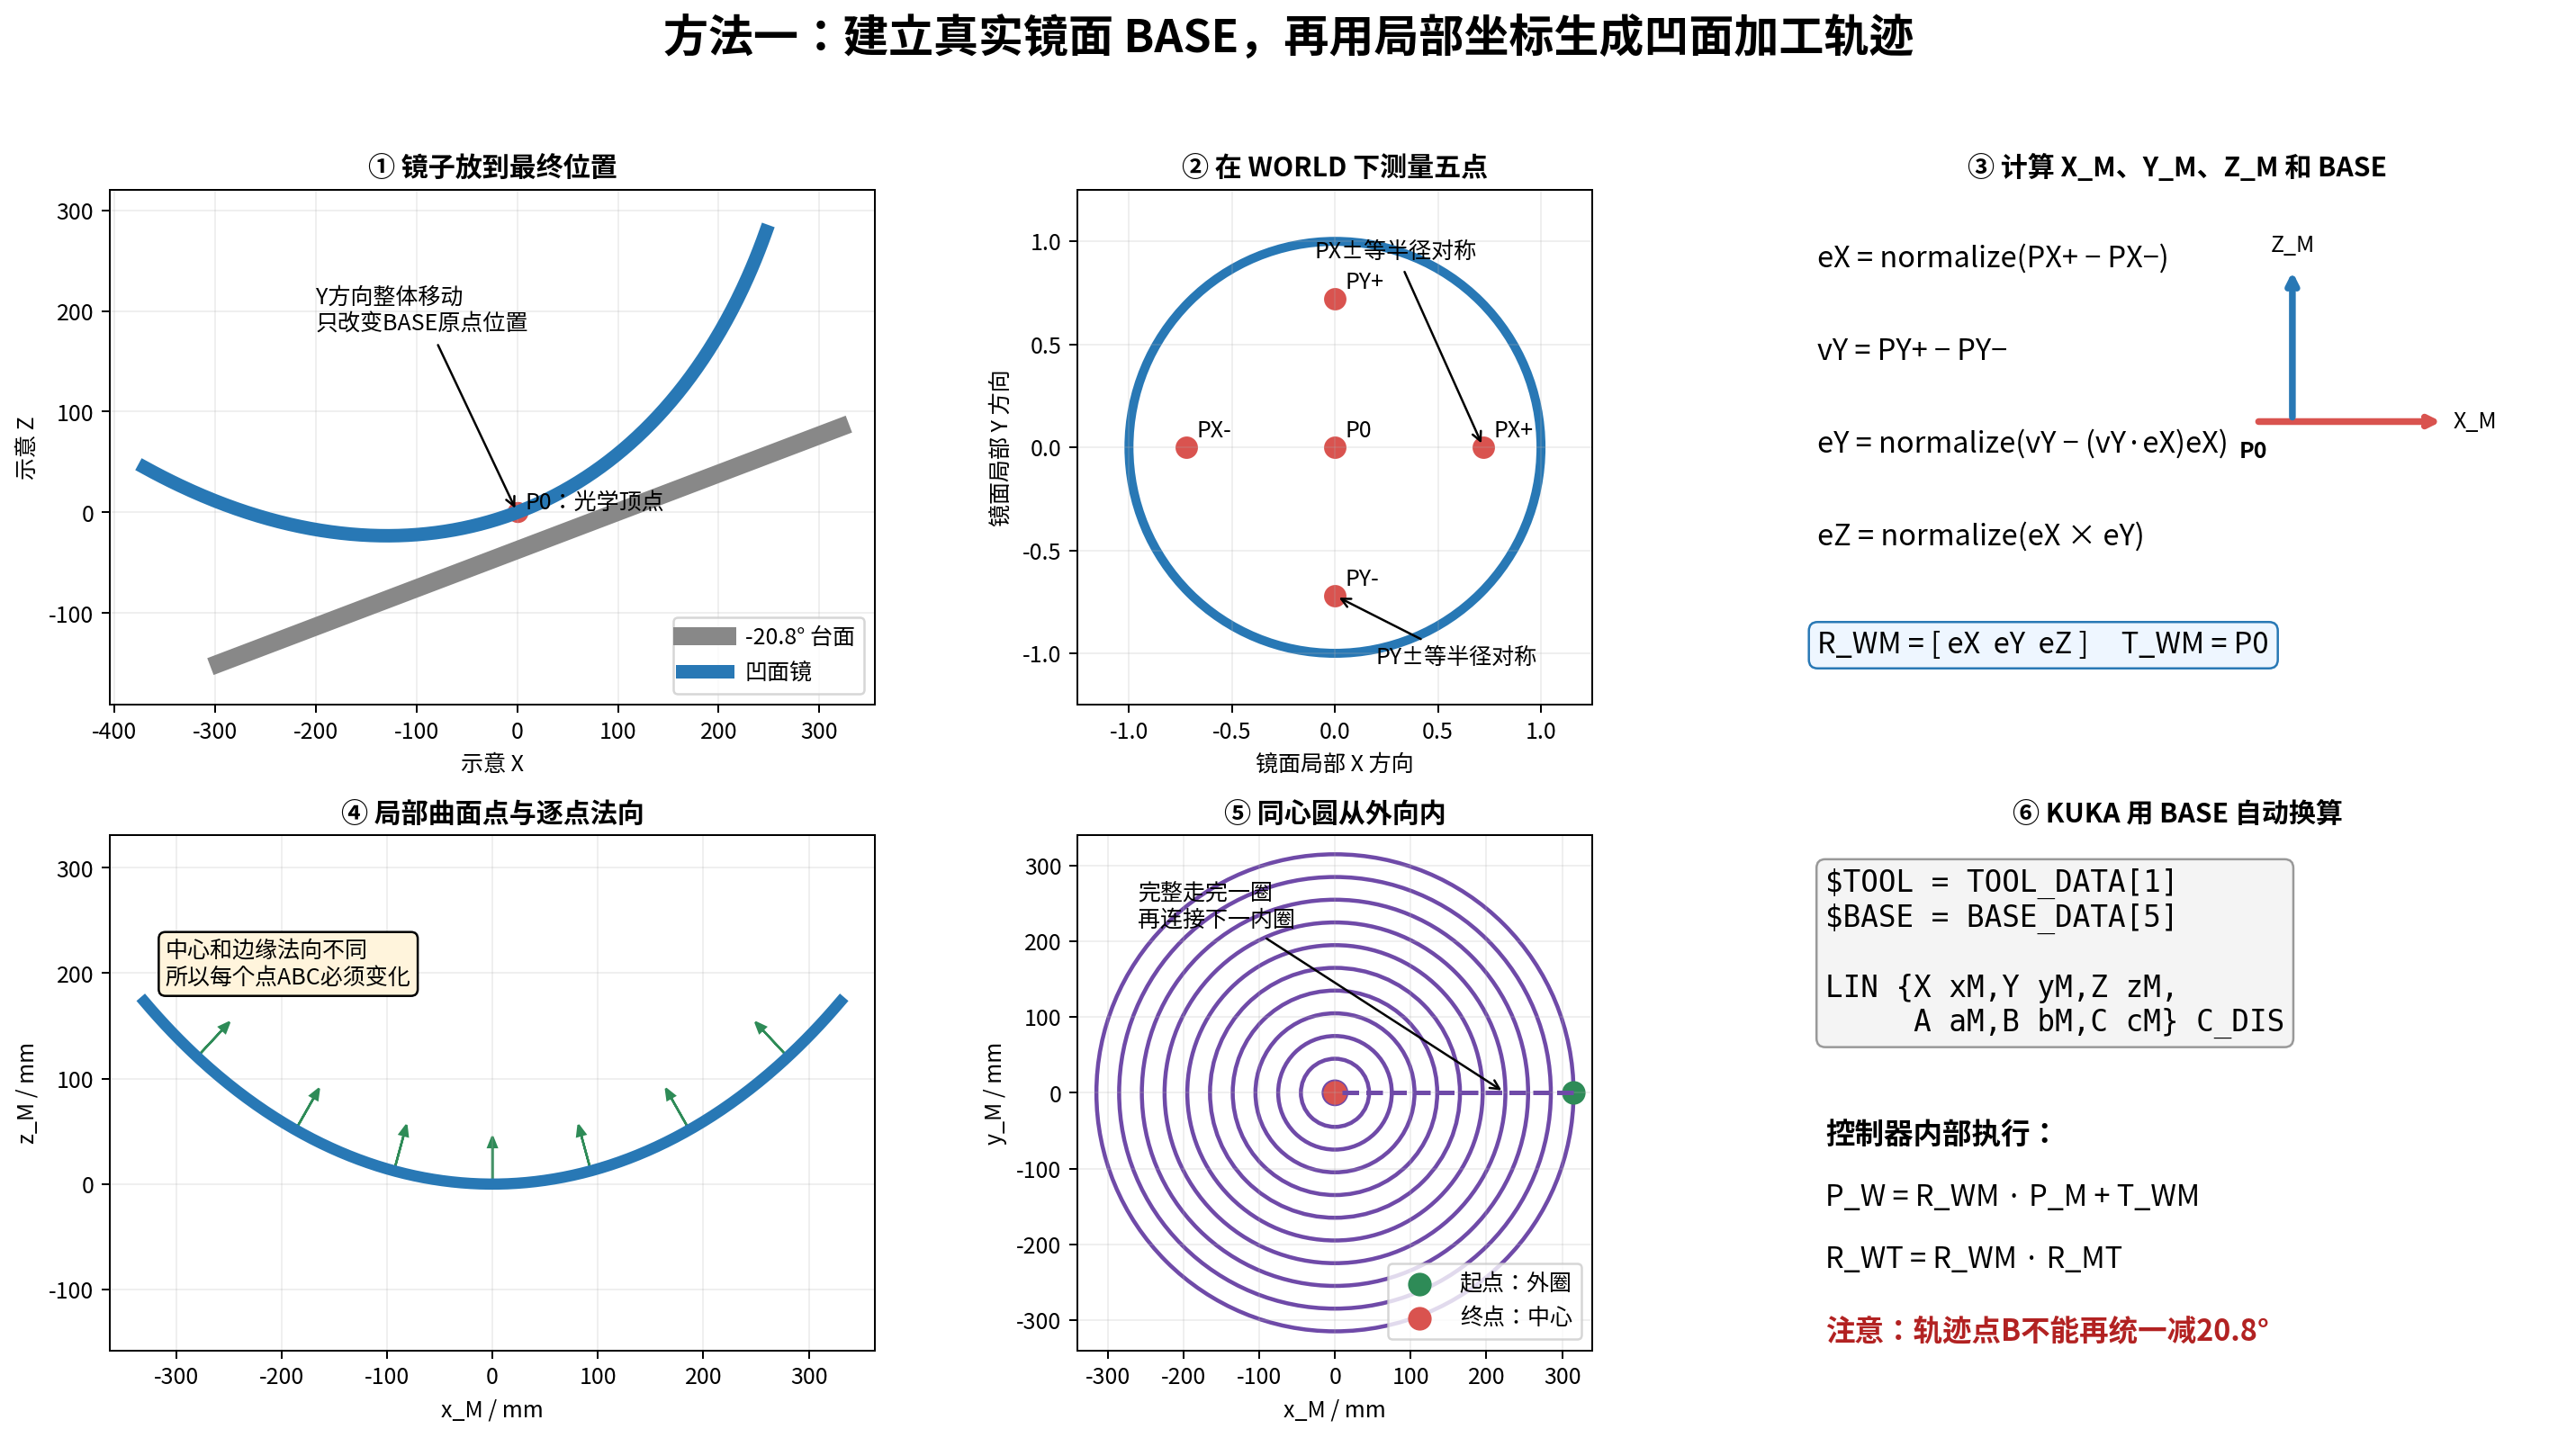 方法一：建立真实镜面 BASE，再用局部坐标生成凹面加工轨迹
① 镜子放到最终位置
300
200
100
0
-100
示意 Z
Y方向整体移动
只改变BASE原点位置
P0：光学顶点
-20.8° 台面
凹面镜
-400
-300
-200
-100
0
100
200
300
示意 X
② 在 WORLD 下测量五点
1.0
0.5
0.0
-0.5
-1.0
镜面局部 Y 方向
PX±等半径对称
PY+
PX-
P0
PX+
PY-
PY±等半径对称
-1.0
-0.5
0.0
0.5
1.0
镜面局部 X 方向
③ 计算 X_M、Y_M、Z_M 和 BASE
eX = normalize(PX+ − PX−)
vY = PY+ − PY−
eY = normalize(vY − (vY·eX)eX)
eZ = normalize(eX × eY)
R_WM = [ eX  eY  eZ ]    T_WM = P0
Z_M
X_M
P0
④ 局部曲面点与逐点法向
300
200
100
0
-100
z_M / mm
中心和边缘法向不同
所以每个点ABC必须变化
-300
-200
-100
0
100
200
300
x_M / mm
⑤ 同心圆从外向内
300
200
100
0
-100
-200
-300
y_M / mm
完整走完一圈
再连接下一内圈
起点：外圈
终点：中心
-300
-200
-100
0
100
200
300
x_M / mm
⑥ KUKA 用 BASE 自动换算
$TOOL = TOOL_DATA[1]
$BASE = BASE_DATA[5]
LIN {X xM,Y yM,Z zM,
     A aM,B bM,C cM} C_DIS
控制器内部执行：
P_W = R_WM · P_M + T_WM
R_WT = R_WM · R_MT
注意：轨迹点B不能再统一减20.8°